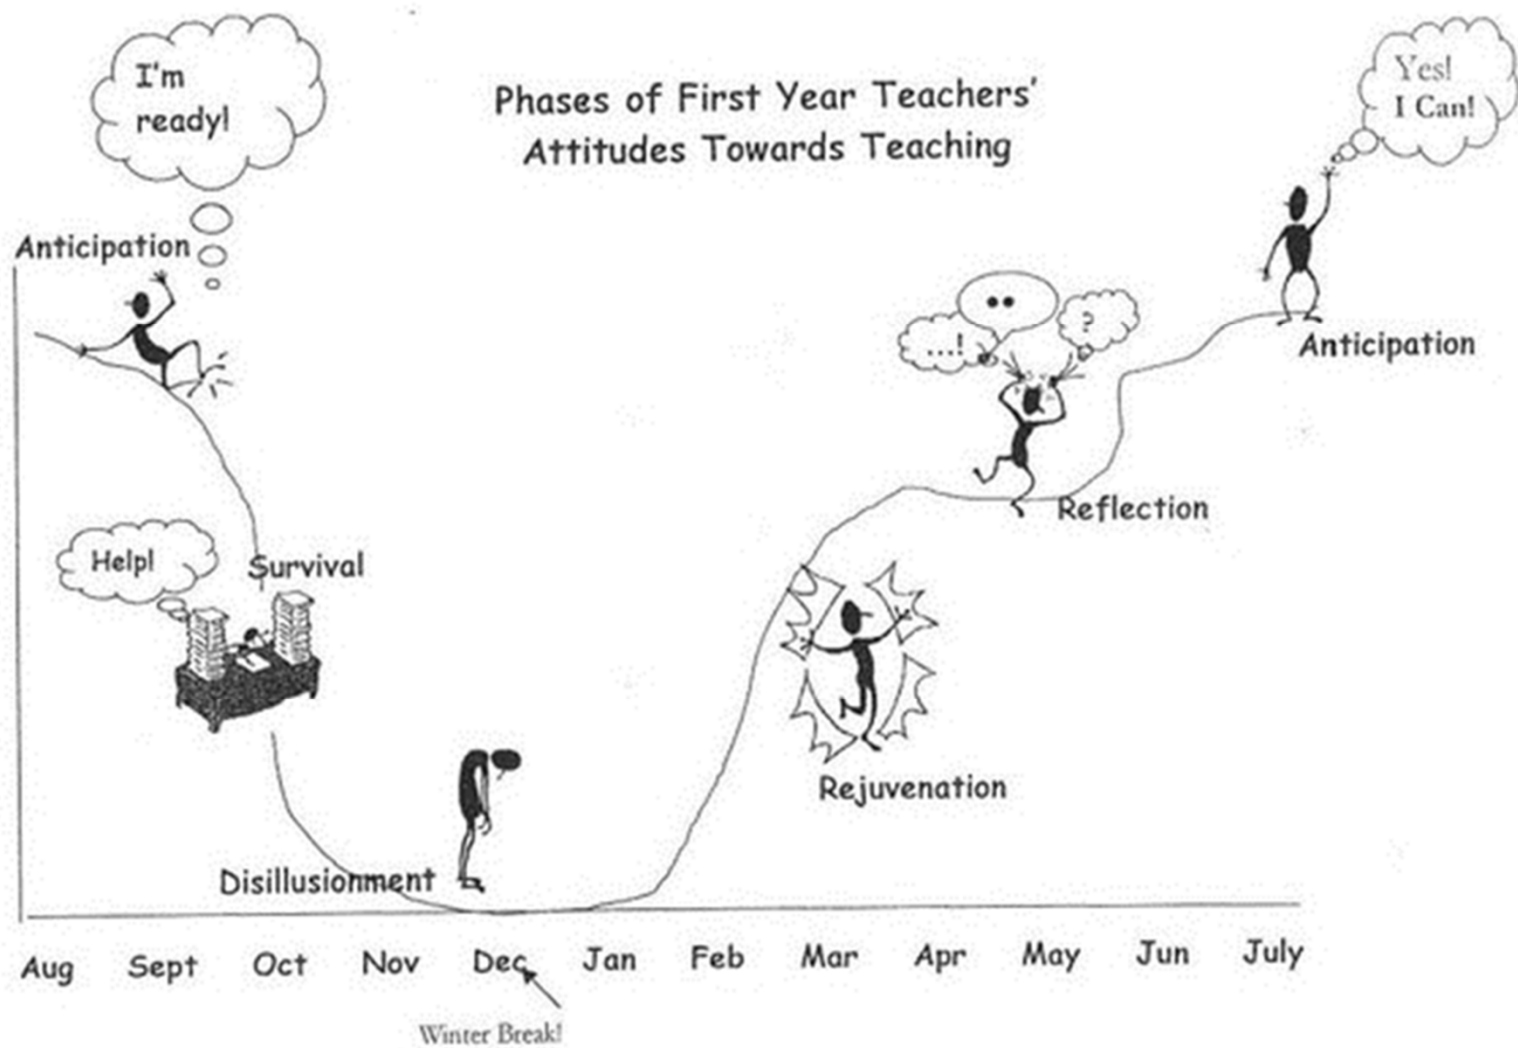 I'm
ready!
Phases of First Year Teachers'
Attitudes Towards Teaching
Yes!
I Can!
Anticipation
...!
••
?
Anticipation
Help!
Survival
Reflection
Rejuvenation
Disillusionment
Aug Sept Oct Nov Dec Jan Feb Mar Apr May Jun July
Winter Break!